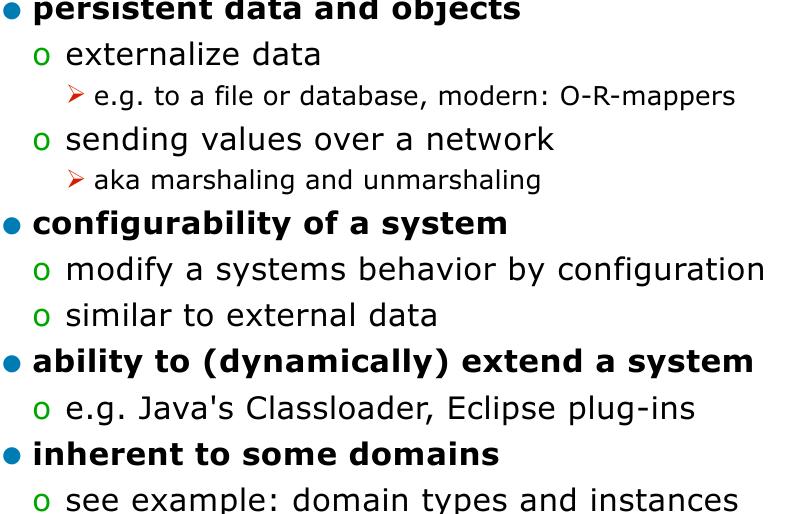 ● persistent data and objects
o externalize data
➢ e.g. to a file or database, modern: O-R-mappers
o sending values over a network
➢ aka marshaling and unmarshaling
● configurability of a system
o modify a systems behavior by configuration
o similar to external data
● ability to (dynamically) extend a system
o e.g. Java's Classloader, Eclipse plug-ins
● inherent to some domains
o see example: domain types and instances